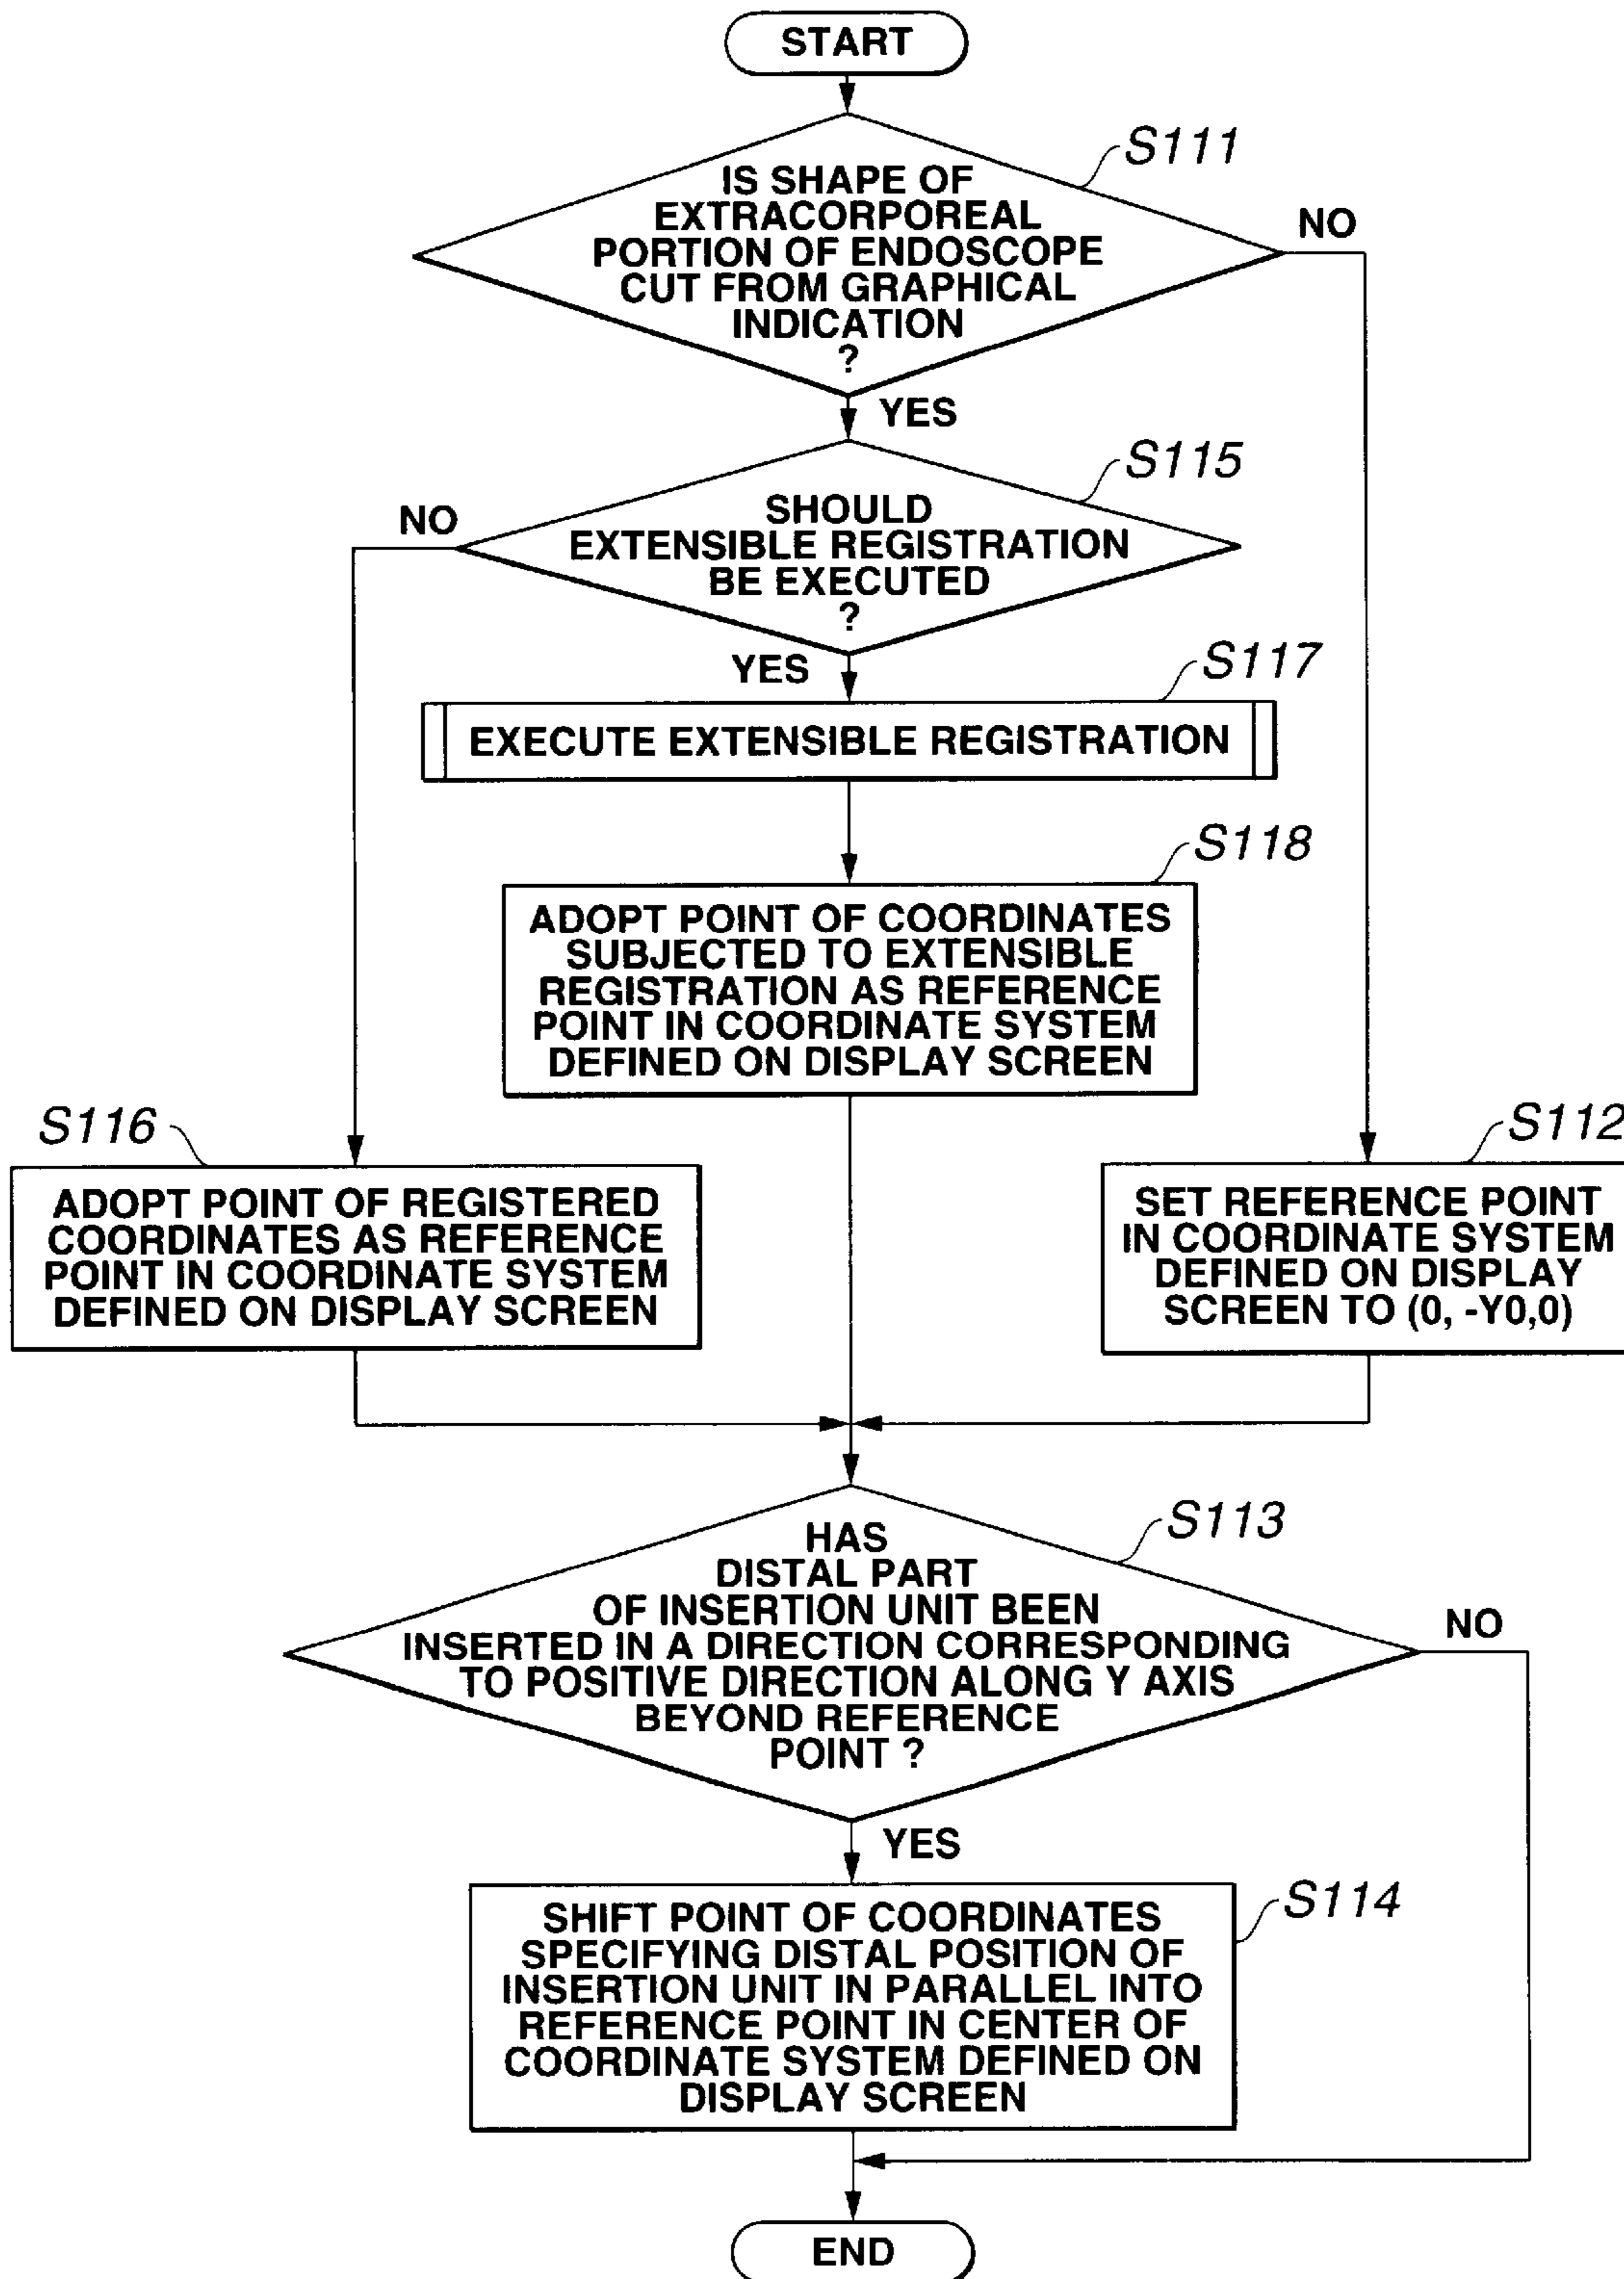 START
S111
IS SHAPE OF
EXTRACORPOREAL
PORTION OF ENDOSCOPE
CUT FROM GRAPHICAL
INDICATION
?
NO
YES
S115
SHOULD
EXTENSIBLE REGISTRATION
BE EXECUTED
?
NO
YES
S117
EXECUTE EXTENSIBLE REGISTRATION
S118
ADOPT POINT OF COORDINATES
SUBJECTED TO EXTENSIBLE
REGISTRATION AS REFERENCE
POINT IN COORDINATE SYSTEM
DEFINED ON DISPLAY SCREEN
S116
ADOPT POINT OF REGISTERED
COORDINATES AS REFERENCE
POINT IN COORDINATE SYSTEM
DEFINED ON DISPLAY SCREEN
S112
SET REFERENCE POINT
IN COORDINATE SYSTEM
DEFINED ON DISPLAY
SCREEN TO (0, -Y0,0)
S113
HAS
DISTAL PART
OF INSERTION UNIT BEEN
INSERTED IN A DIRECTION CORRESPONDING
TO POSITIVE DIRECTION ALONG Y AXIS
BEYOND REFERENCE
POINT ?
NO
YES
S114
SHIFT POINT OF COORDINATES
SPECIFYING DISTAL POSITION OF
INSERTION UNIT IN PARALLEL INTO
REFERENCE POINT IN CENTER OF
COORDINATE SYSTEM DEFINED ON
DISPLAY SCREEN
END